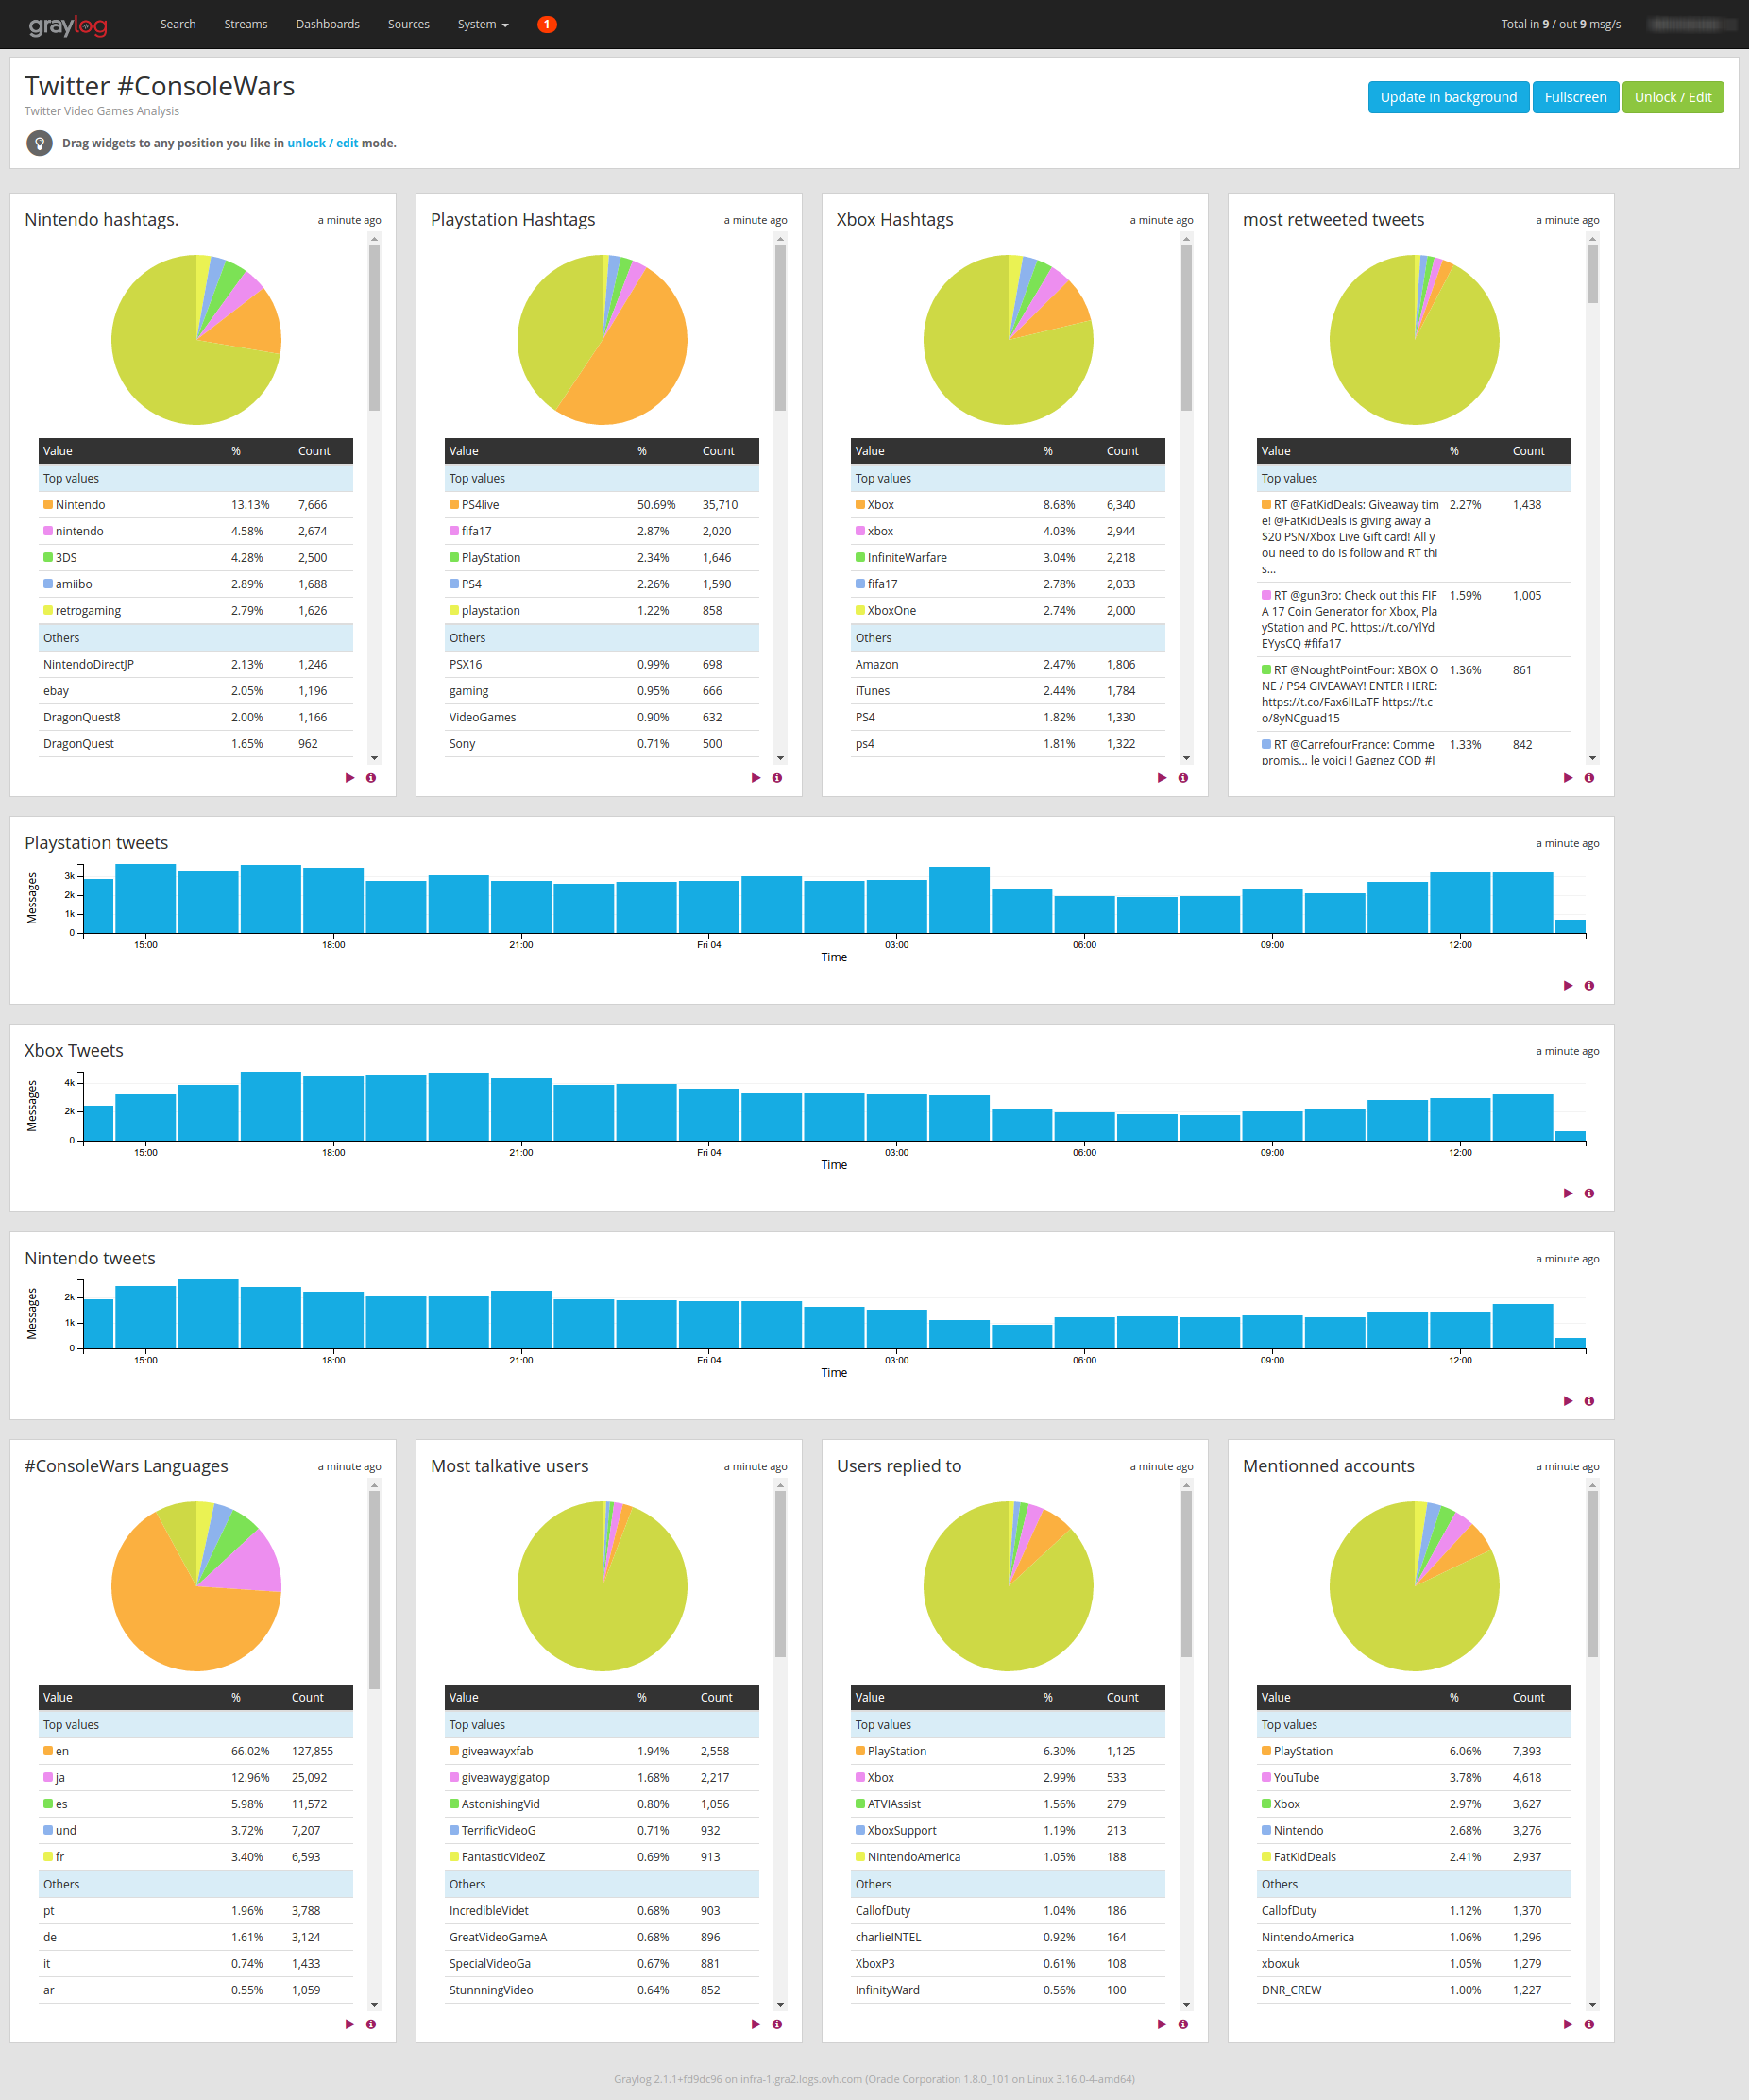 graylog
Search Streams Dashboards Sources System 1 Total in 9 / out 9 msg/s
Twitter #ConsoleWars
Twitter Video Games Analysis
Update in background Fullscreen Unlock / Edit
Drag widgets to any position you like in unlock / edit mode.
Nintendo hashtags. a minute ago
Value % Count
Top values
Nintendo 13.13% 7,666
nintendo 4.58% 2,674
3DS 4.28% 2,500
amiibo 2.89% 1,688
retrogaming 2.79% 1,626
Others
NintendoDirectJP 2.13% 1,246
ebay 2.05% 1,196
DragonQuest8 2.00% 1,166
DragonQuest 1.65% 962
Playstation Hashtags a minute ago
Value % Count
Top values
PS4live 50.69% 35,710
fifa17 2.87% 2,020
PlayStation 2.34% 1,646
PS4 2.26% 1,590
playstation 1.22% 858
Others
PSX16 0.99% 698
gaming 0.95% 666
VideoGames 0.90% 632
Sony 0.71% 500
Xbox Hashtags a minute ago
Value % Count
Top values
Xbox 8.68% 6,340
xbox 4.03% 2,944
InfiniteWarfare 3.04% 2,218
fifa17 2.78% 2,033
XboxOne 2.74% 2,000
Others
Amazon 2.47% 1,806
iTunes 2.44% 1,784
PS4 1.82% 1,330
ps4 1.81% 1,322
most retweeted tweets a minute ago
Value % Count
Top values
RT @FatKidDeals: Giveaway tim 2.27% 1,438
e! @FatKidDeals is giving away a
$20 PSN/Xbox Live Gift card! All y
ou need to do is follow and RT thi
s...
RT @gun3ro: Check out this FIF 1.59% 1,005
A 17 Coin Generator for Xbox, Pla
yStation and PC. https://t.co/YlYd
EYysCQ #fifa17
RT @NoughtPointFour: XBOX O 1.36% 861
NE / PS4 GIVEAWAY! ENTER HERE:
https://t.co/Fax6lILaTF https://t.c
o/8yNCguad15
RT @CarrefourFrance: Comme 1.33% 842
promis... le voici ! Gagnez COD #I
Playstation tweets a minute ago
Messages
3k
2k
1k
0
15:00 18:00 21:00 Fri 04 03:00 06:00 09:00 12:00
Time
Xbox Tweets a minute ago
Messages
4k
2k
0
15:00 18:00 21:00 Fri 04 03:00 06:00 09:00 12:00
Time
Nintendo tweets a minute ago
Messages
2k
1k
0
15:00 18:00 21:00 Fri 04 03:00 06:00 09:00 12:00
Time
#ConsoleWars Languages a minute ago
Value % Count
Top values
en 66.02% 127,855
ja 12.96% 25,092
es 5.98% 11,572
und 3.72% 7,207
fr 3.40% 6,593
Others
pt 1.96% 3,788
de 1.61% 3,124
it 0.74% 1,433
ar 0.55% 1,059
Most talkative users a minute ago
Value % Count
Top values
giveawayxfab 1.94% 2,558
giveawaygigatop 1.68% 2,217
AstonishingVid 0.80% 1,056
TerrificVideoG 0.71% 932
FantasticVideoZ 0.69% 913
Others
IncredibleVidet 0.68% 903
GreatVideoGameA 0.68% 896
SpecialVideoGa 0.67% 881
StunnningVideo 0.64% 852
Users replied to a minute ago
Value % Count
Top values
PlayStation 6.30% 1,125
Xbox 2.99% 533
ATVIAssist 1.56% 279
XboxSupport 1.19% 213
NintendoAmerica 1.05% 188
Others
CallofDuty 1.04% 186
charlieINTEL 0.92% 164
XboxP3 0.61% 108
InfinityWard 0.56% 100
Mentionned accounts a minute ago
Value % Count
Top values
PlayStation 6.06% 7,393
YouTube 3.78% 4,618
Xbox 2.97% 3,627
Nintendo 2.68% 3,276
FatKidDeals 2.41% 2,937
Others
CallofDuty 1.12% 1,370
NintendoAmerica 1.06% 1,296
xboxuk 1.05% 1,279
DNR_CREW 1.00% 1,227
Graylog 2.1.1+fd9dc96 on infra-1.gra2.logs.ovh.com (Oracle Corporation 1.8.0_101 on Linux 3.16.0-4-amd64)